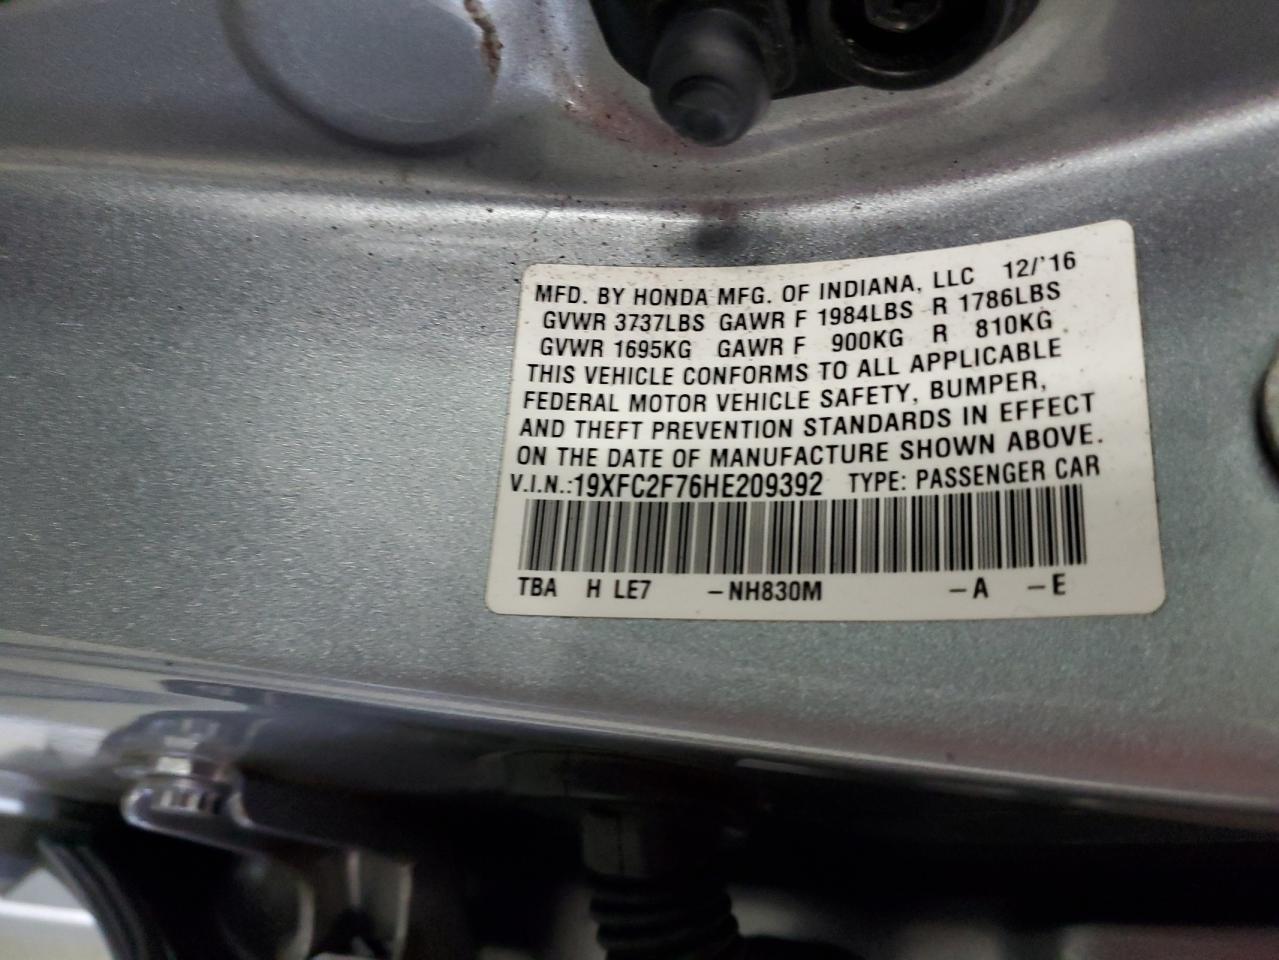 MFD. BY HONDA MFG. OF INDIANA, LLC 12/'16
GVWR 3737LBS GAWR F 1984LBS R 1786LBS
GVWR 1695KG GAWR F 900KG R 810KG
THIS VEHICLE CONFORMS TO ALL APPLICABLE
FEDERAL MOTOR VEHICLE SAFETY, BUMPER,
AND THEFT PREVENTION STANDARDS IN EFFECT
ON THE DATE OF MANUFACTURE SHOWN ABOVE.
V.I.N.:19XFC2F76HE209392 TYPE: PASSENGER CAR
TBA H LE7 -NH830M -A -E